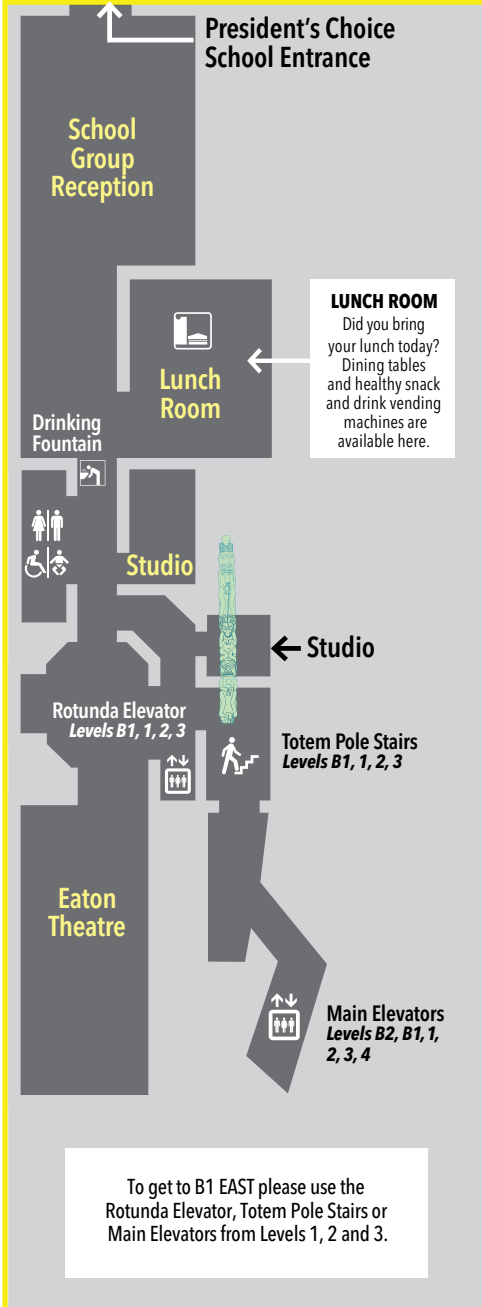 President’s Choice
School Entrance
School
Group
Reception
LUNCH ROOM
Did you bring
your lunch today?
Dining tables
and healthy snack
and drink vending
machines are
available here.
Lunch
Room
Drinking
Fountain
Studio
Studio
Rotunda Elevator
Levels B1, 1, 2, 3
Totem Pole Stairs
Levels B1, 1, 2, 3
Eaton
Theatre
Main Elevators
Levels B2, B1, 1,
2, 3, 4
To get to B1 EAST please use the
Rotunda Elevator, Totem Pole Stairs or
Main Elevators from Levels 1, 2 and 3.